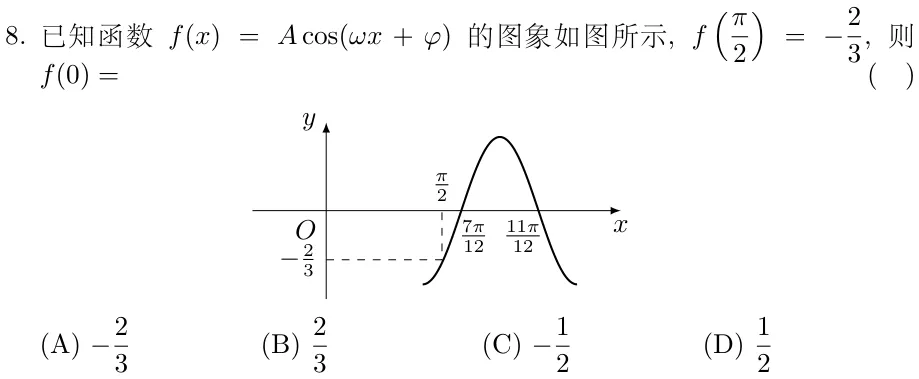 8. 已知函数 f(x) = A cos(ωx + φ) 的图象如图所示, f(π/2) = −2/3, 则
f(0) = ( )
y
π/2
O
7π/12 11π/12
x
−2/3
(A) −2/3 (B) 2/3 (C) −1/2 (D) 1/2